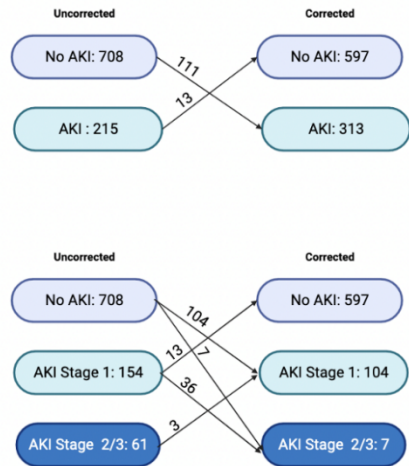 Uncorrected Corrected
No AKI: 708 No AKI: 597
111
13
AKI : 215 AKI: 313
Uncorrected Corrected
No AKI: 708 No AKI: 597
104
13 7
AKI Stage 1: 154 AKI Stage 1: 104
36
3
AKI Stage 2/3: 61 AKI Stage 2/3: 7